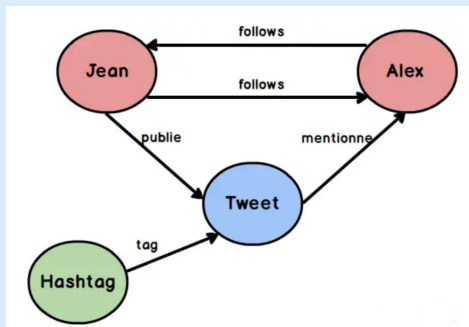 follows
Jean
Alex
follows
publie
mentionne
Tweet
tag
Hashtag